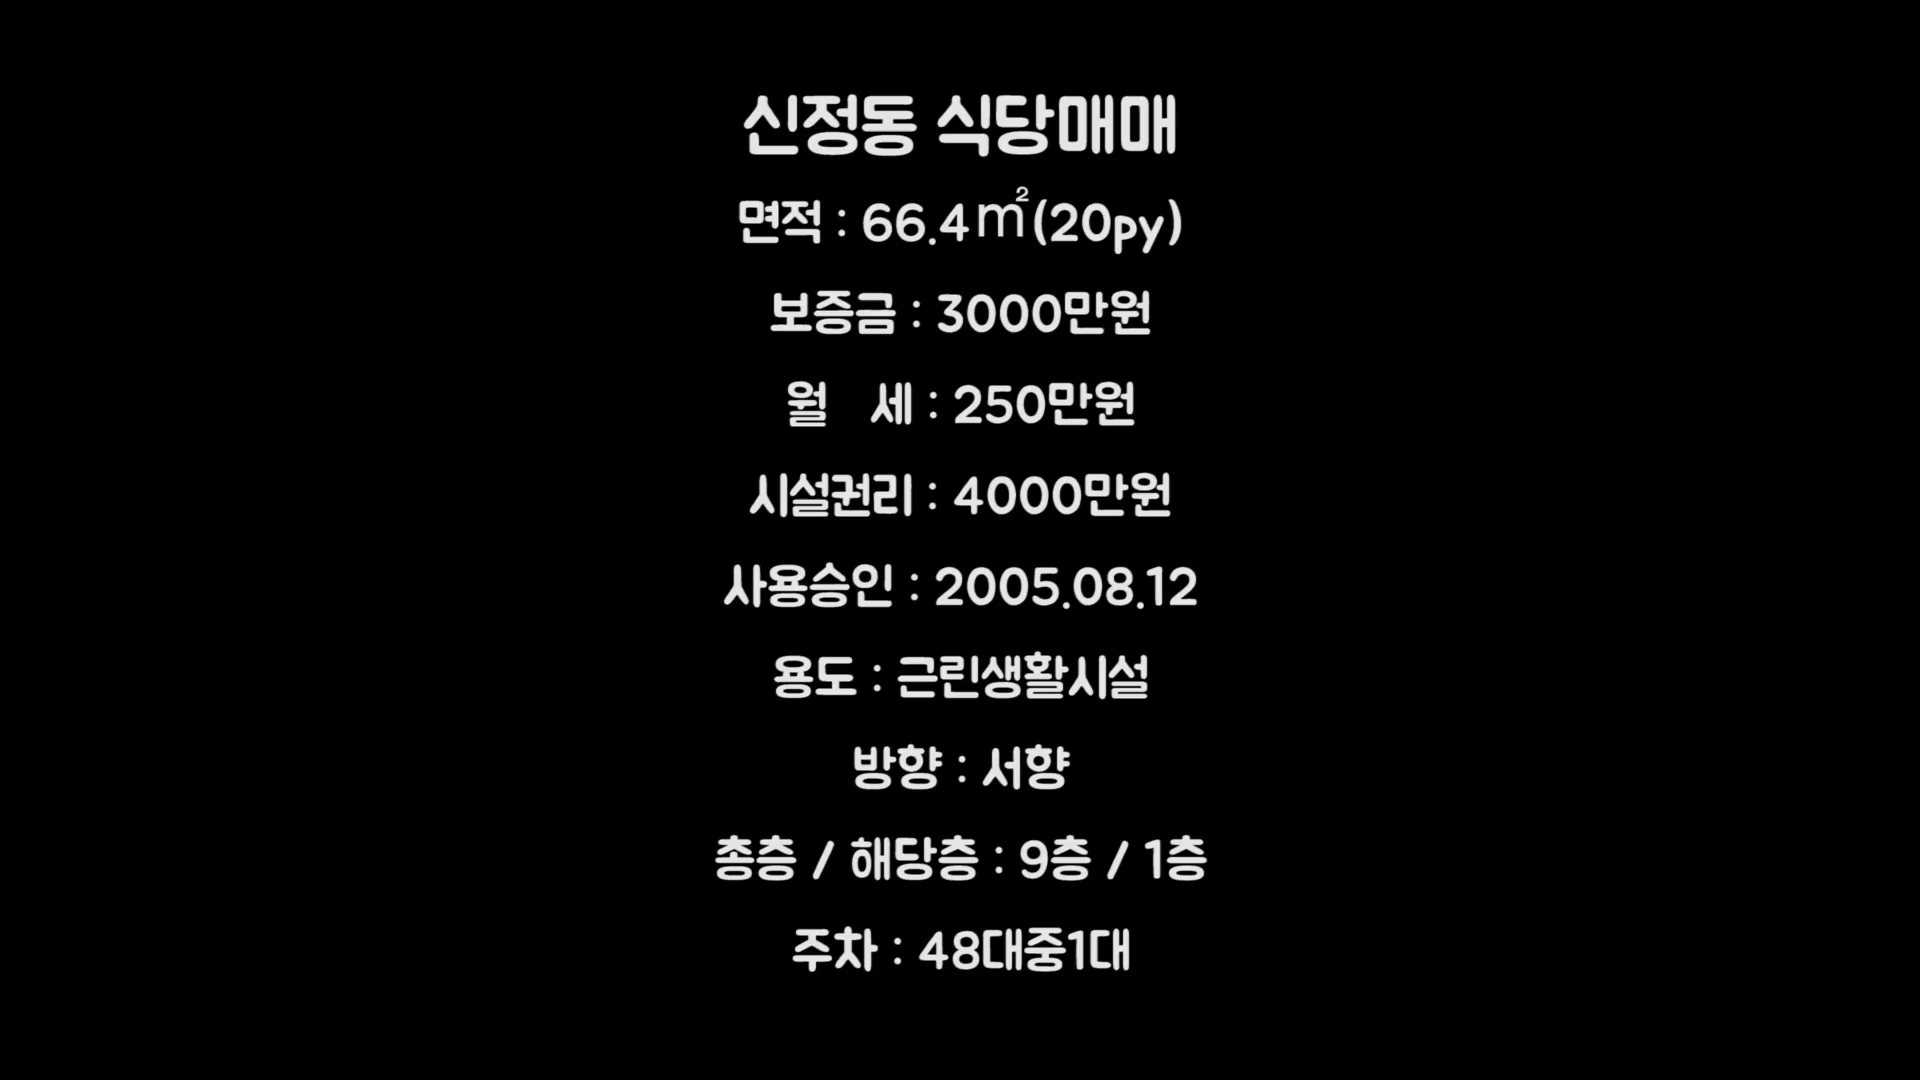 신정동 식당매매
면적 : 66.4㎡(20py)
보증금 : 3000만원
월 세 : 250만원
시설권리 : 4000만원
사용승인 : 2005.08.12
용도 : 근린생활시설
방향 : 서향
총층 / 해당층 : 9층 / 1층
주차 : 48대중1대